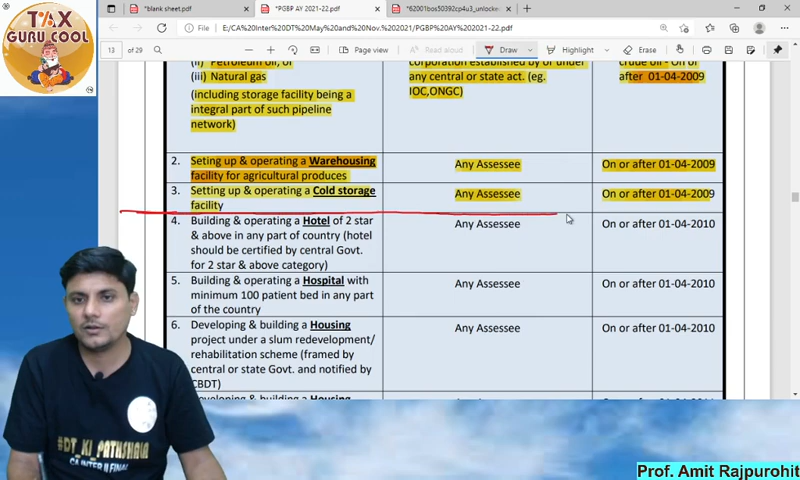 TAX
GURU COOL
*blank sheet.pdf
*PGBP AY 2021-22.pdf
*62001bos50392cp4u3_unlocked
E:/CA%20Inter%20DT%20May%20and%20Nov.%202021/PGBP%20AY%202021-22.pdf
13 of 29
Page view
Read aloud
Draw
Highlight
Erase
(ii) Petroleum oil, or
(iii) Natural gas
(including storage facility being a
integral part of such pipeline
network)
corporation established by or under
any central or state act. (eg.
IOC,ONGC)
crude oil - On or
after 01-04-2009
2. Seting up & operating a Warehousing
facility for agricultural produces
Any Assessee
On or after 01-04-2009
3. Setting up & operating a Cold storage
facility
Any Assessee
On or after 01-04-2009
4. Building & operating a Hotel of 2 star
& above in any part of country (hotel
should be certified by central Govt.
for 2 star & above category)
Any Assessee
On or after 01-04-2010
5. Building & operating a Hospital with
minimum 100 patient bed in any part
of the country
Any Assessee
On or after 01-04-2010
6. Developing & building a Housing
project under a slum redevelopment/
rehabilitation scheme (framed by
central or state Govt. and notified by
CBDT)
Any Assessee
On or after 01-04-2010
Developing & building a Housing
#DT_KI_PATHSHALA
CA INTER || FINAL
Prof. Amit Rajpurohit